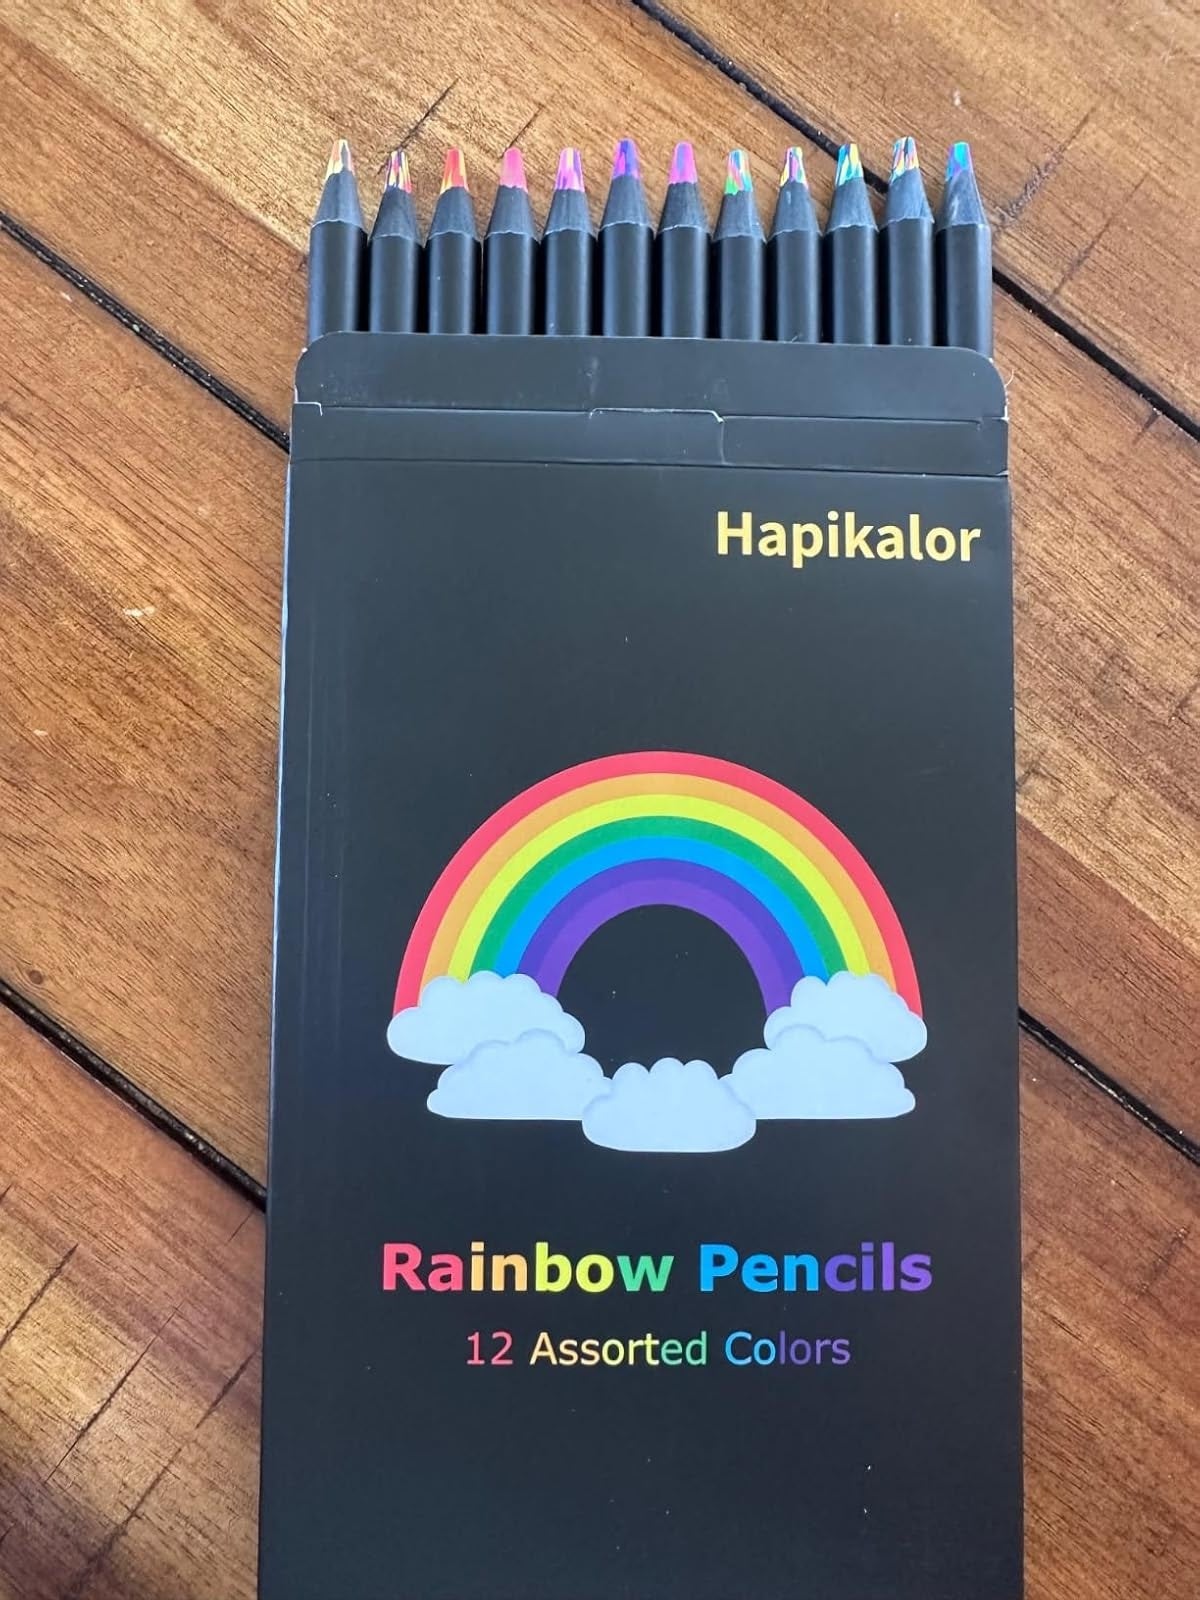 Hapikalor
Rainbow Pencils
12 Assorted Colors